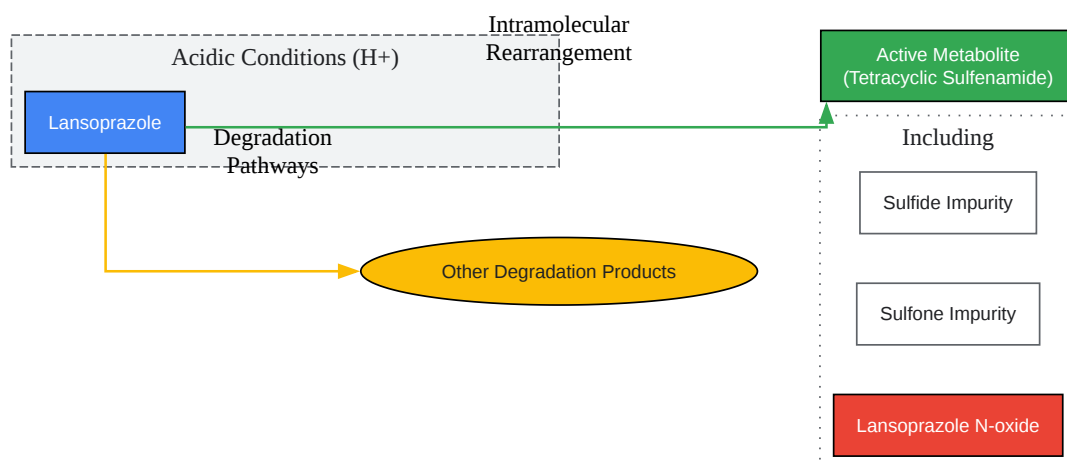 Intramolecular
Rearrangement
Acidic Conditions (H+)
Active Metabolite
(Tetracyclic Sulfenamide)
Lansoprazole
Degradation
Pathways
Including
Sulfide Impurity
Other Degradation Products
Sulfone Impurity
Lansoprazole N-oxide